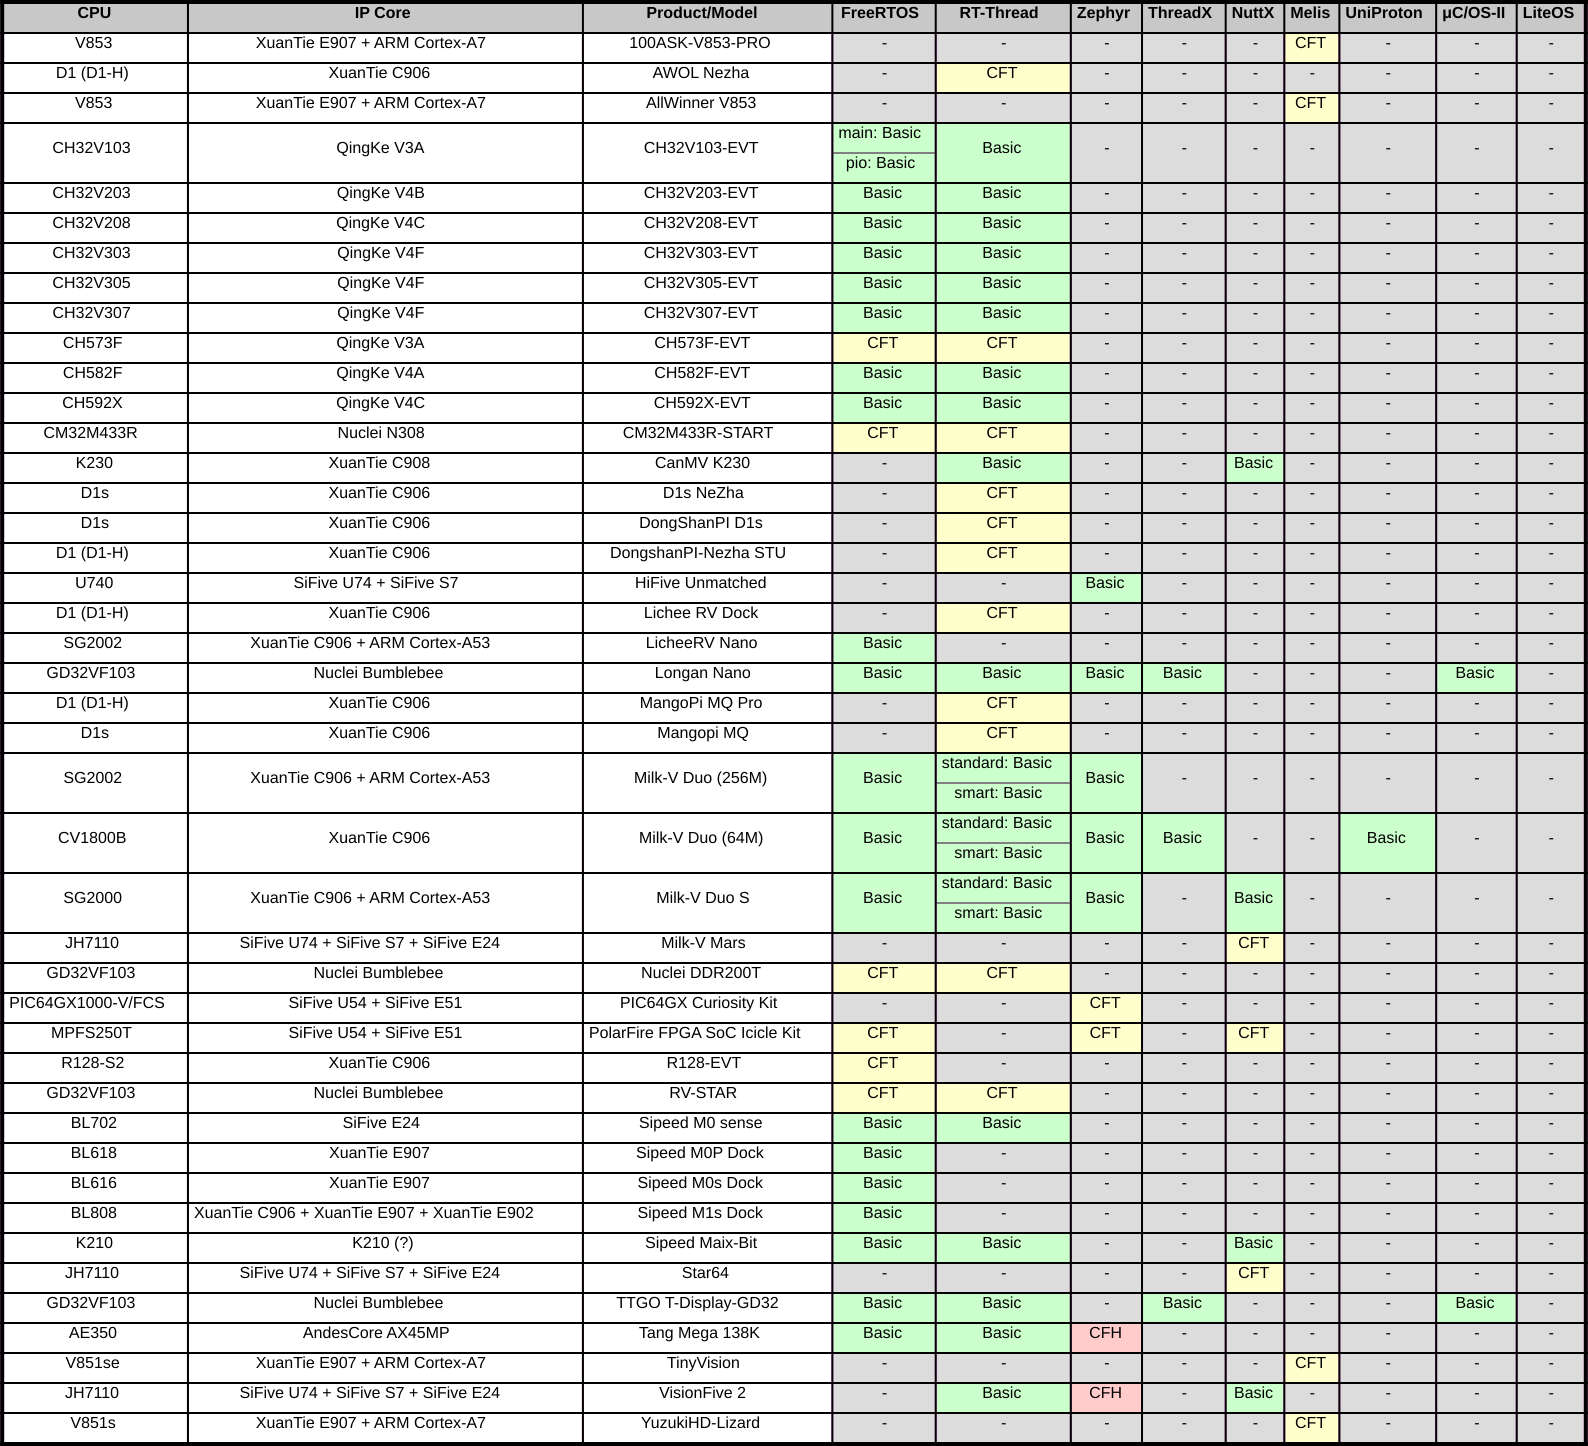 CPU IP Core Product/Model FreeRTOS RT-Thread Zephyr ThreadX NuttX Melis UniProton µC/OS-II LiteOS
V853 XuanTie E907 + ARM Cortex-A7 100ASK-V853-PRO - - - - - CFT - - -
D1 (D1-H) XuanTie C906 AWOL Nezha - CFT - - - - - - -
V853 XuanTie E907 + ARM Cortex-A7 AllWinner V853 - - - - - CFT - - -
main: Basic
CH32V103 QingKe V3A CH32V103-EVT Basic - - - - - - -
pio: Basic
CH32V203 QingKe V4B CH32V203-EVT Basic Basic - - - - - - -
CH32V208 QingKe V4C CH32V208-EVT Basic Basic - - - - - - -
CH32V303 QingKe V4F CH32V303-EVT Basic Basic - - - - - - -
CH32V305 QingKe V4F CH32V305-EVT Basic Basic - - - - - - -
CH32V307 QingKe V4F CH32V307-EVT Basic Basic - - - - - - -
CH573F QingKe V3A CH573F-EVT CFT CFT - - - - - - -
CH582F QingKe V4A CH582F-EVT Basic Basic - - - - - - -
CH592X QingKe V4C CH592X-EVT Basic Basic - - - - - - -
CM32M433R Nuclei N308 CM32M433R-START CFT CFT - - - - - - -
K230 XuanTie C908 CanMV K230 - Basic - - Basic - - - -
D1s XuanTie C906 D1s NeZha - CFT - - - - - - -
D1s XuanTie C906 DongShanPI D1s - CFT - - - - - - -
D1 (D1-H) XuanTie C906 DongshanPI-Nezha STU - CFT - - - - - - -
U740 SiFive U74 + SiFive S7 HiFive Unmatched - - Basic - - - - - -
D1 (D1-H) XuanTie C906 Lichee RV Dock - CFT - - - - - - -
SG2002 XuanTie C906 + ARM Cortex-A53 LicheeRV Nano Basic - - - - - - - -
GD32VF103 Nuclei Bumblebee Longan Nano Basic Basic Basic Basic - - - Basic -
D1 (D1-H) XuanTie C906 MangoPi MQ Pro - CFT - - - - - - -
D1s XuanTie C906 Mangopi MQ - CFT - - - - - - -
standard: Basic
SG2002 XuanTie C906 + ARM Cortex-A53 Milk-V Duo (256M) Basic Basic - - - - - -
smart: Basic
standard: Basic
CV1800B XuanTie C906 Milk-V Duo (64M) Basic Basic Basic - - Basic - -
smart: Basic
standard: Basic
SG2000 XuanTie C906 + ARM Cortex-A53 Milk-V Duo S Basic Basic - Basic - - - -
smart: Basic
JH7110 SiFive U74 + SiFive S7 + SiFive E24 Milk-V Mars - - - - CFT - - - -
GD32VF103 Nuclei Bumblebee Nuclei DDR200T CFT CFT - - - - - - -
PIC64GX1000-V/FCS SiFive U54 + SiFive E51 PIC64GX Curiosity Kit - - CFT - - - - - -
MPFS250T SiFive U54 + SiFive E51 PolarFire FPGA SoC Icicle Kit CFT - CFT - CFT - - - -
R128-S2 XuanTie C906 R128-EVT CFT - - - - - - - -
GD32VF103 Nuclei Bumblebee RV-STAR CFT CFT - - - - - - -
BL702 SiFive E24 Sipeed M0 sense Basic Basic - - - - - - -
BL618 XuanTie E907 Sipeed M0P Dock Basic - - - - - - - -
BL616 XuanTie E907 Sipeed M0s Dock Basic - - - - - - - -
BL808 XuanTie C906 + XuanTie E907 + XuanTie E902 Sipeed M1s Dock Basic - - - - - - - -
K210 K210 (?) Sipeed Maix-Bit Basic Basic - - Basic - - - -
JH7110 SiFive U74 + SiFive S7 + SiFive E24 Star64 - - - - CFT - - - -
GD32VF103 Nuclei Bumblebee TTGO T-Display-GD32 Basic Basic - Basic - - - Basic -
AE350 AndesCore AX45MP Tang Mega 138K Basic Basic CFH - - - - - -
V851se XuanTie E907 + ARM Cortex-A7 TinyVision - - - - - CFT - - -
JH7110 SiFive U74 + SiFive S7 + SiFive E24 VisionFive 2 - Basic CFH - Basic - - - -
V851s XuanTie E907 + ARM Cortex-A7 YuzukiHD-Lizard - - - - - CFT - - -